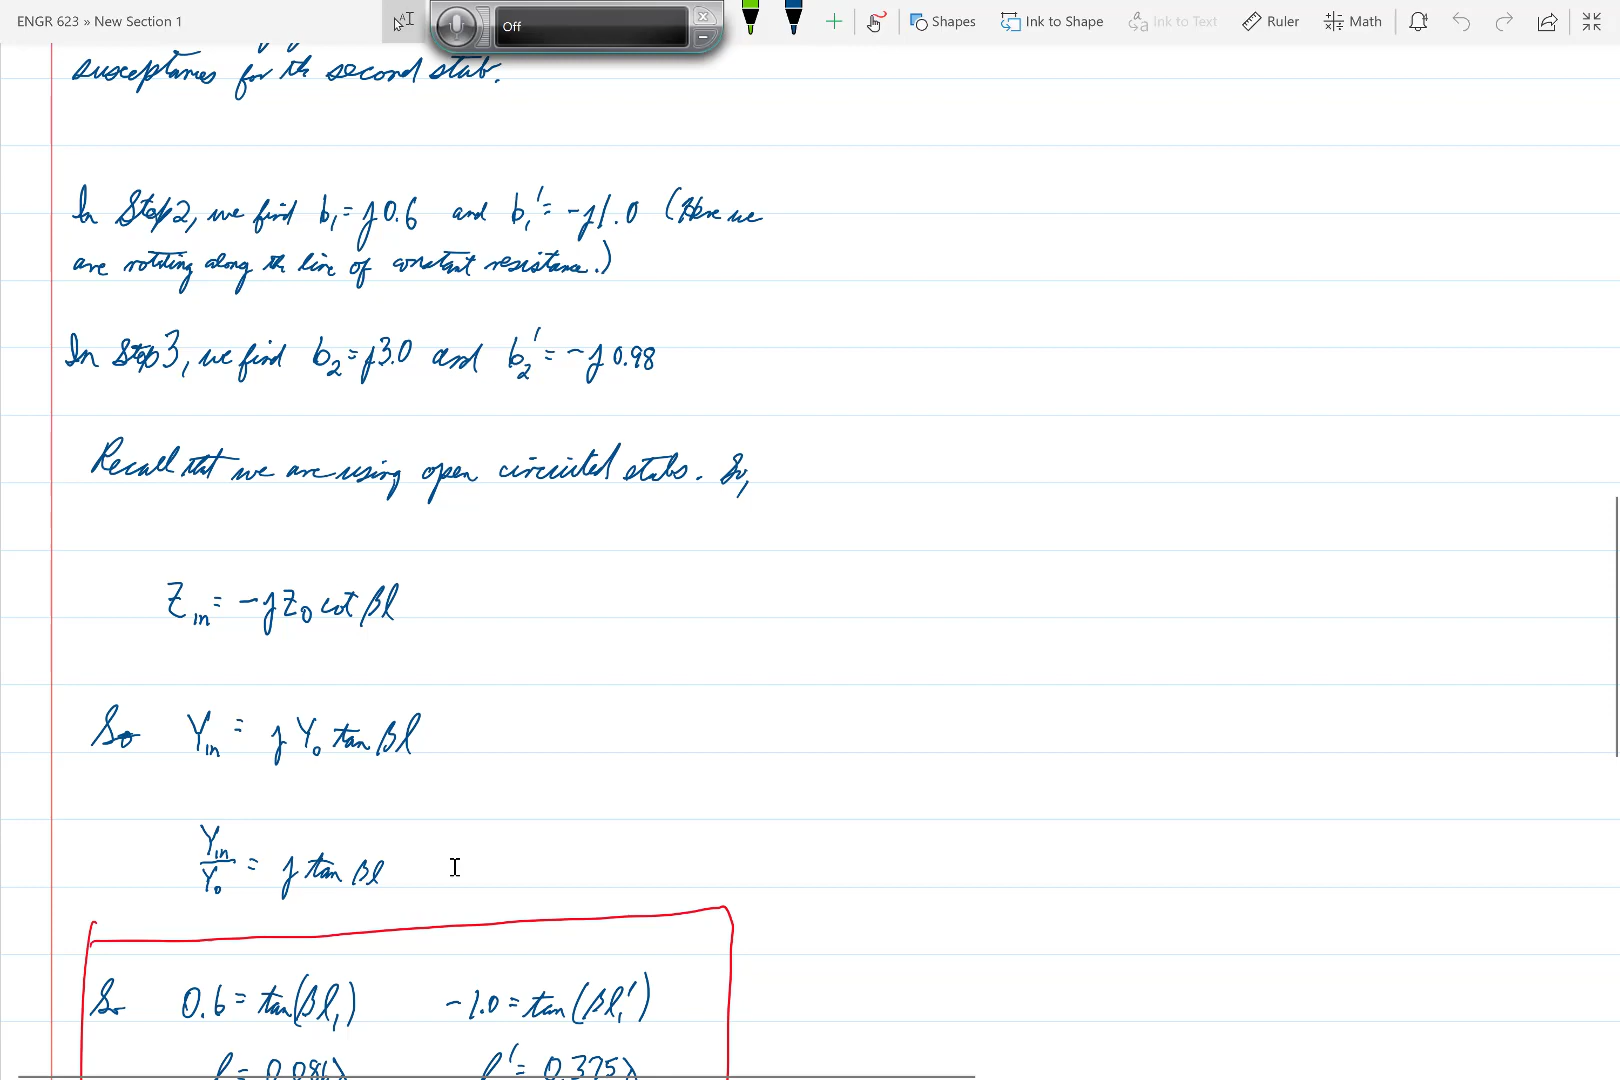 ENGR 623 » New Section 1
Off
Shapes
Ink to Shape
Ink to Text
Ruler
Math
susceptances for the second stub.
In Step 2, we find b₁ = j0.6 and b₁' = -j1.0 (Here we
are rotating along the line of constant resistance.)
In Step 3, we find b₂ = j3.0 and b₂' = -j0.98
Recall that we are using open circuited stubs. So,
Z_in = -jZ₀ cot βl
So Y_in = jY₀ tan βl
Y_in/Y₀ = j tan βl
So 0.6 = tan(βl₁) -1.0 = tan(βl₁')
l = 0.086λ l' = 0.375λ